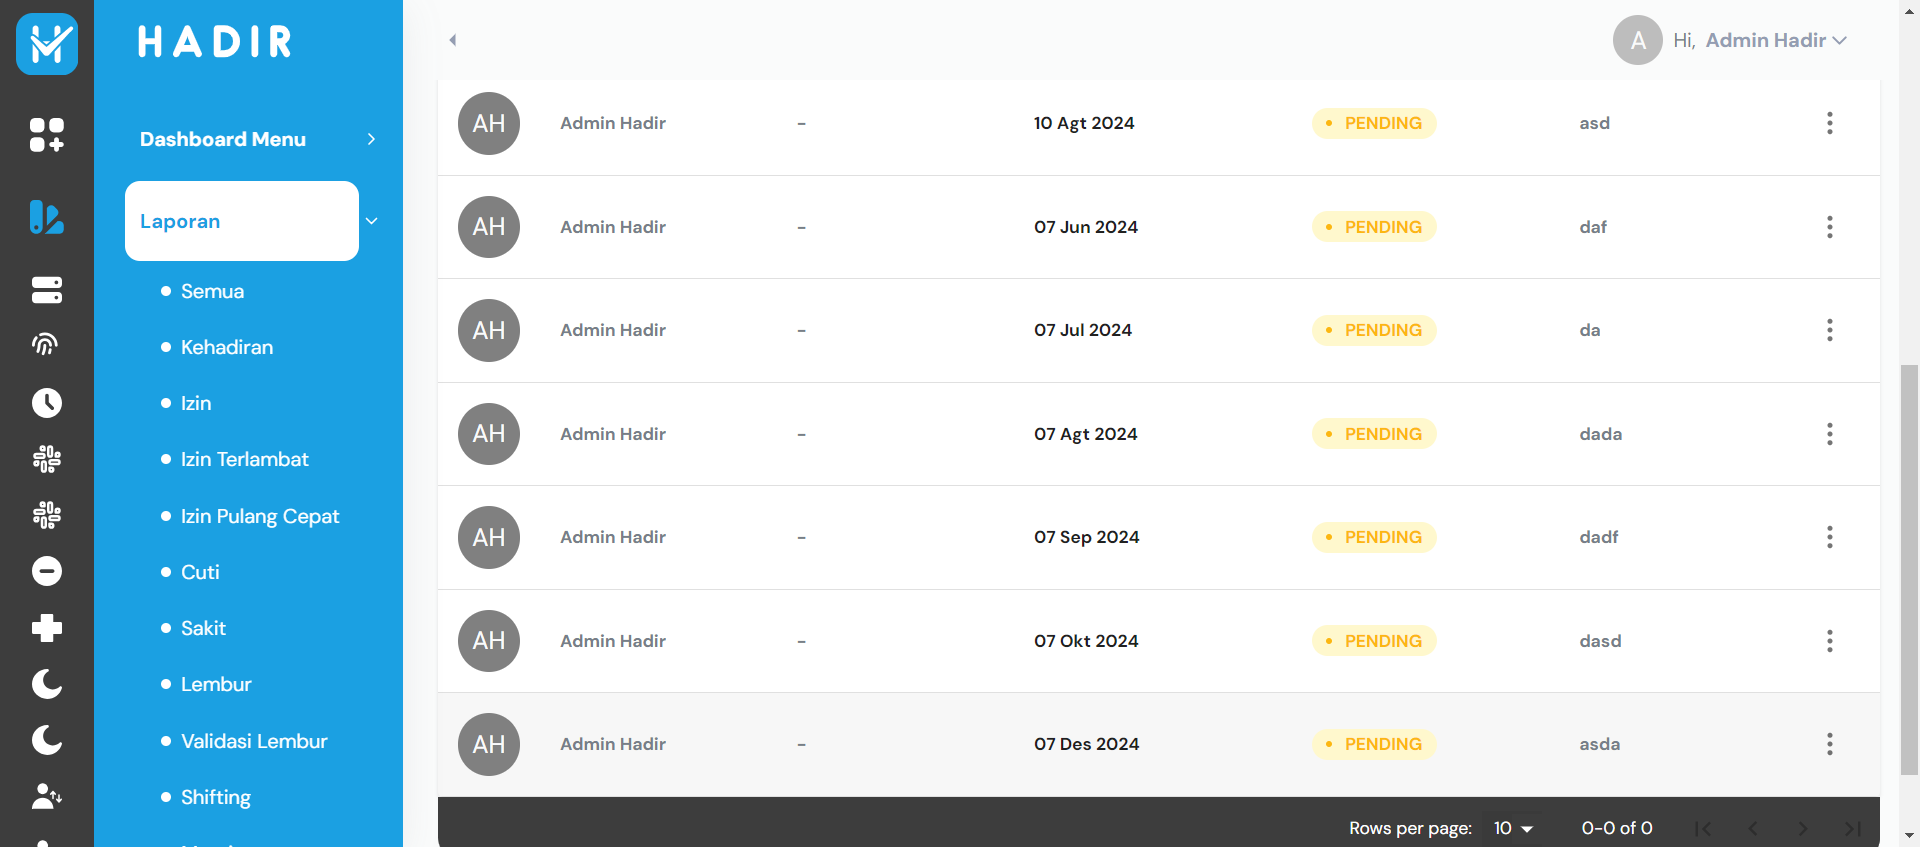 HADIR
A
Hi, Admin Hadir
Dashboard Menu
Laporan
Semua
Kehadiran
Izin
Izin Terlambat
Izin Pulang Cepat
Cuti
Sakit
Lembur
Validasi Lembur
Shifting
AH Admin Hadir - 10 Agt 2024 PENDING asd
AH Admin Hadir - 07 Jun 2024 PENDING daf
AH Admin Hadir - 07 Jul 2024 PENDING da
AH Admin Hadir - 07 Agt 2024 PENDING dada
AH Admin Hadir - 07 Sep 2024 PENDING dadf
AH Admin Hadir - 07 Okt 2024 PENDING dasd
AH Admin Hadir - 07 Des 2024 PENDING asda
Rows per page: 10 0-0 of 0